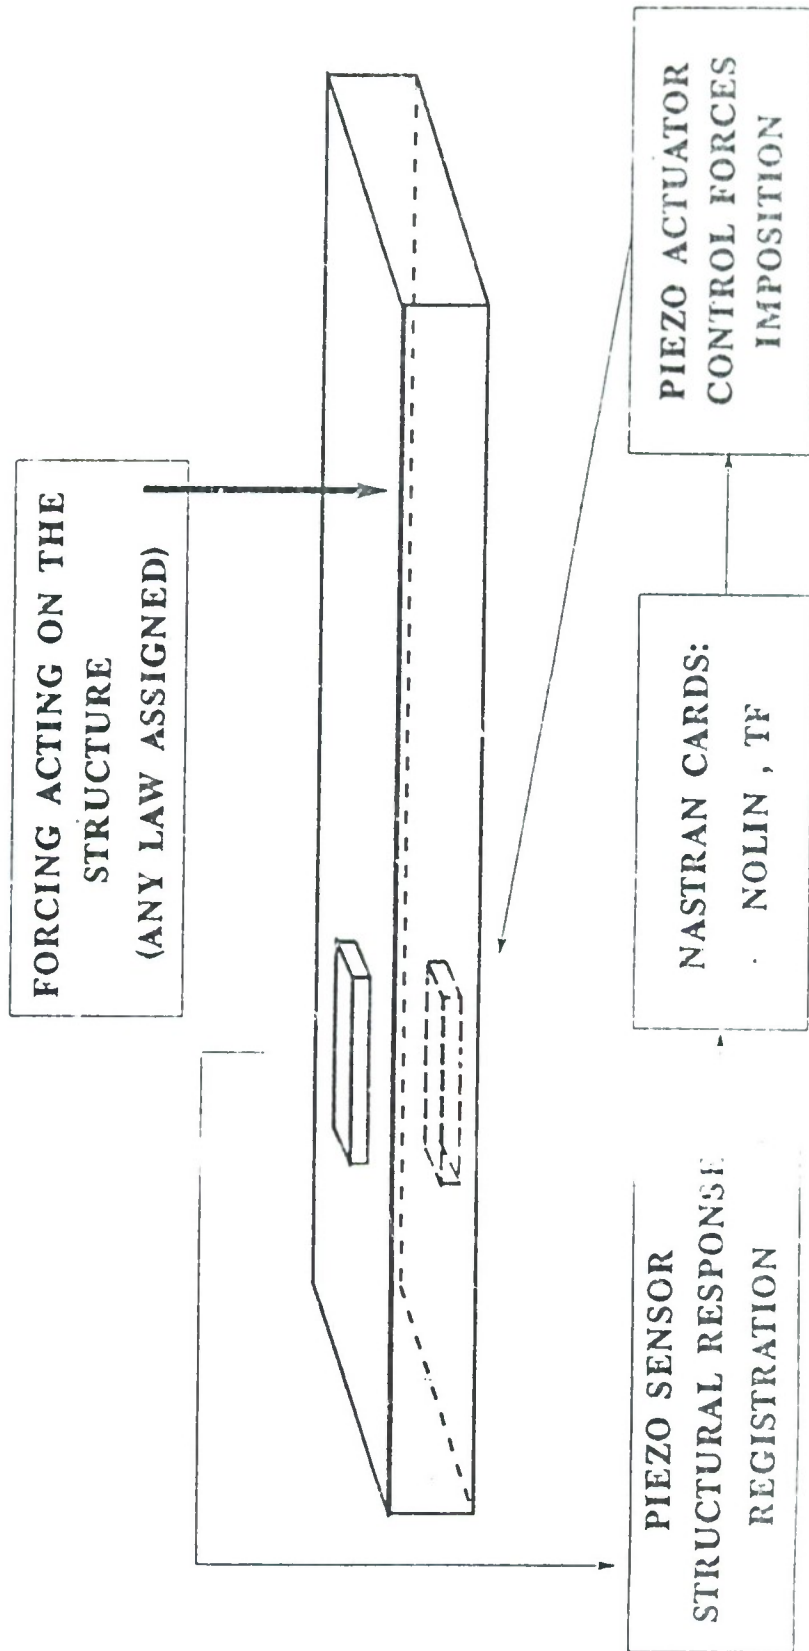 FORCING ACTING ON THE
STRUCTURE
(ANY LAW ASSIGNED)
PIEZO SENSOR
STRUCTURAL RESPONSE
REGISTRATION
NASTRAN CARDS:
NOLIN , TF
PIEZO ACTUATOR
CONTROL FORCES
IMPOSITION